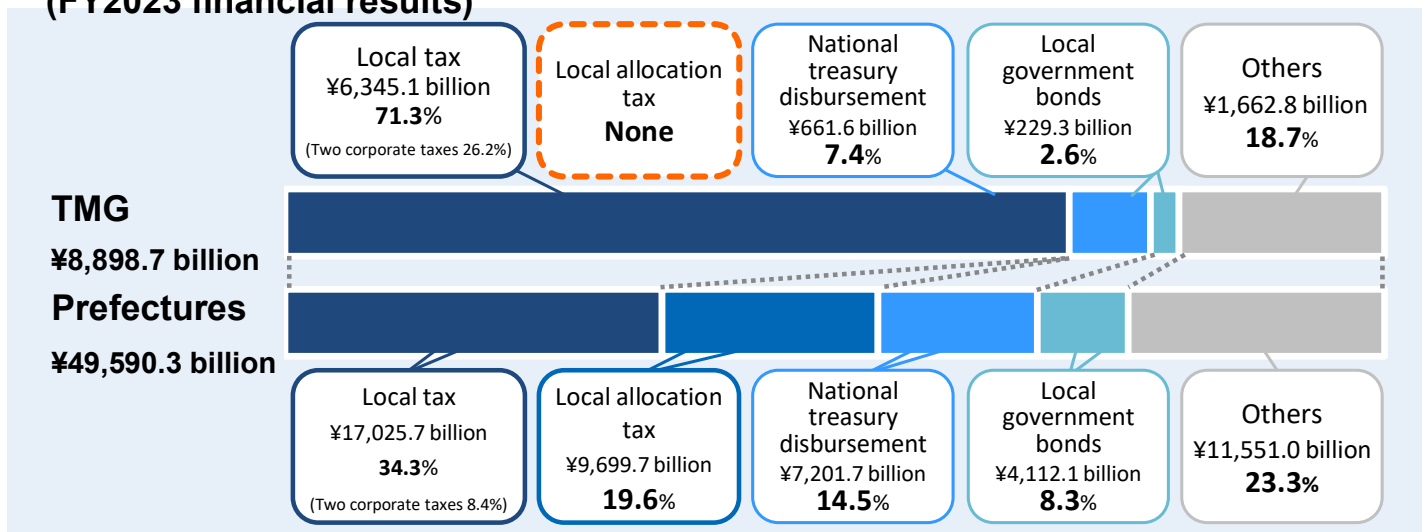 (FY2023 financial results)
Local tax
¥6,345.1 billion
71.3%
(Two corporate taxes 26.2%)
Local allocation
tax
None
National
treasury
disbursement
¥661.6 billion
7.4%
Local
government
bonds
¥229.3 billion
2.6%
Others
¥1,662.8 billion
18.7%
TMG
¥8,898.7 billion
Prefectures
¥49,590.3 billion
Local tax
¥17,025.7 billion
34.3%
(Two corporate taxes 8.4%)
Local allocation
tax
¥9,699.7 billion
19.6%
National
treasury
disbursement
¥7,201.7 billion
14.5%
Local
government
bonds
¥4,112.1 billion
8.3%
Others
¥11,551.0 billion
23.3%